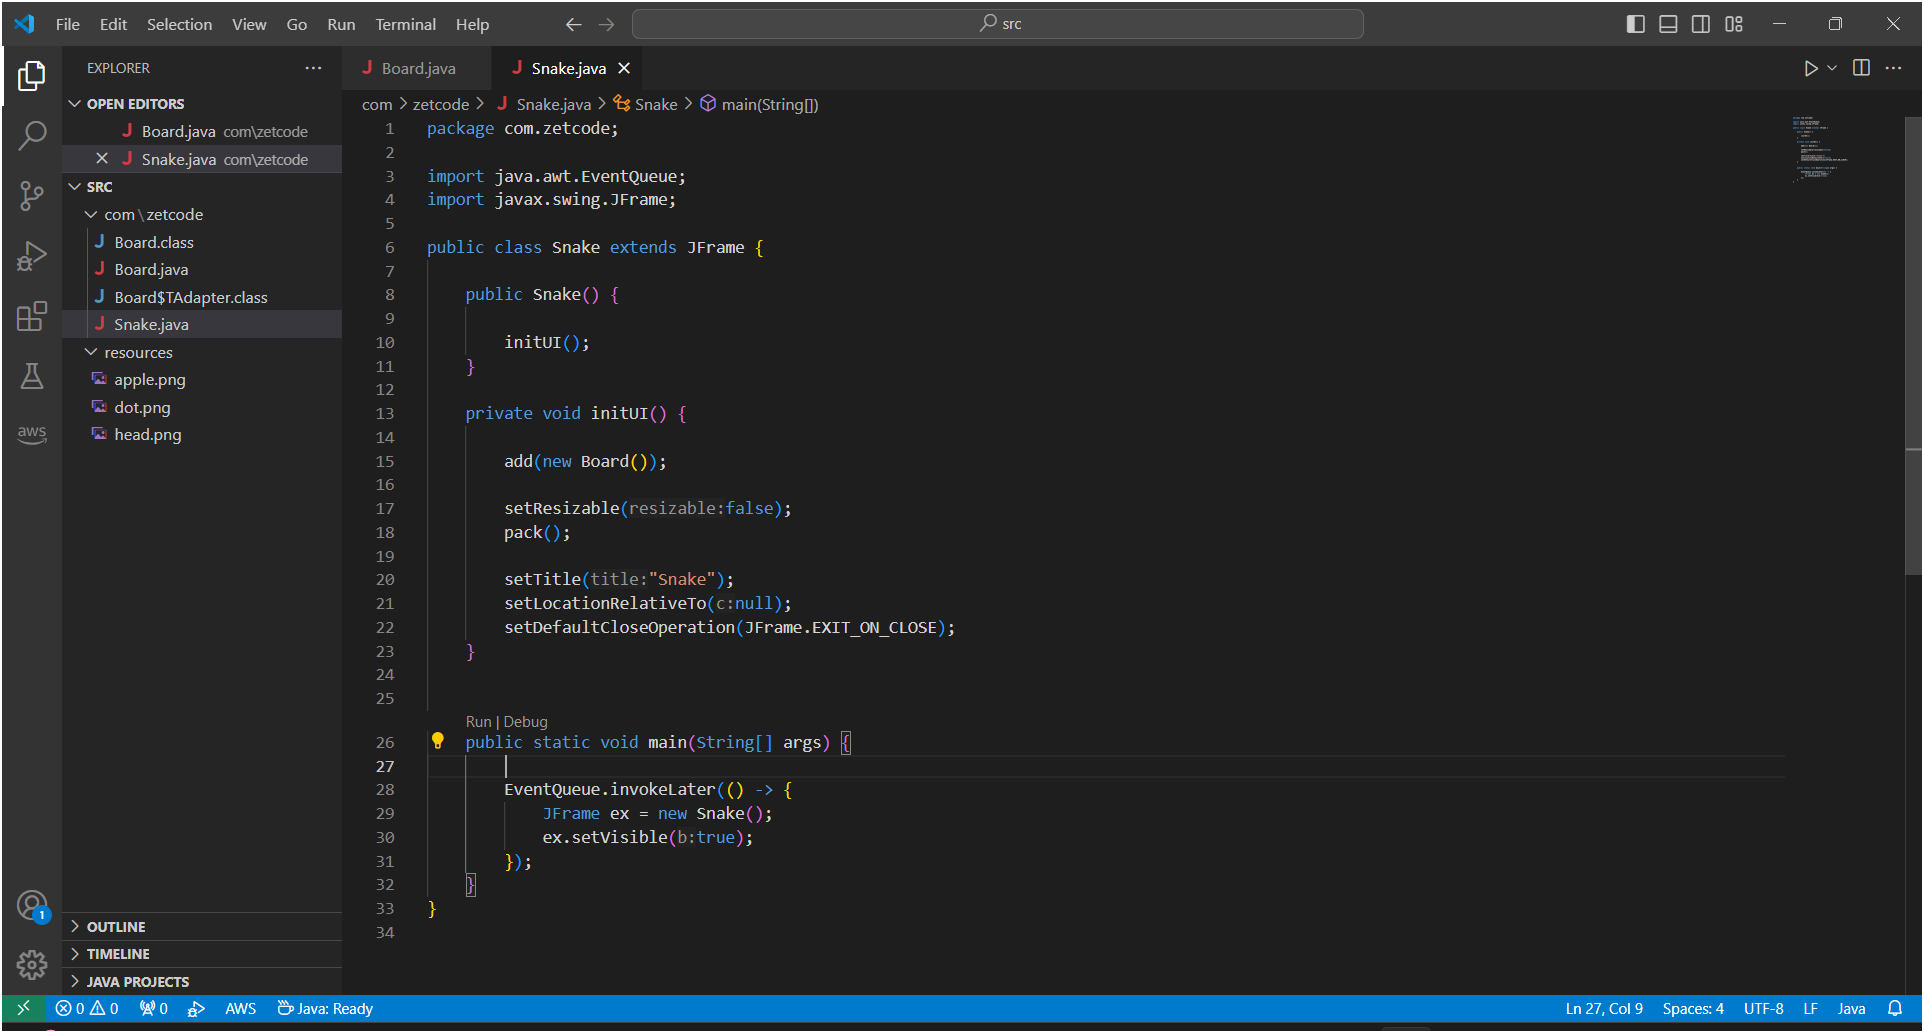 File Edit Selection View Go Run Terminal Help
src
EXPLORER
OPEN EDITORS
Board.java com\zetcode
Snake.java com\zetcode
SRC
com\zetcode
Board.class
Board.java
Board$TAdapter.class
Snake.java
resources
apple.png
dot.png
head.png
aws
1
OUTLINE
TIMELINE
JAVA PROJECTS
Board.java Snake.java
com > zetcode > Snake.java > Snake > main(String[])
1 package com.zetcode;
2
3 import java.awt.EventQueue;
4 import javax.swing.JFrame;
5
6 public class Snake extends JFrame {
7
8 public Snake() {
9
10 initUI();
11 }
12
13 private void initUI() {
14
15 add(new Board());
16
17 setResizable(resizable:false);
18 pack();
19
20 setTitle(title:"Snake");
21 setLocationRelativeTo(c:null);
22 setDefaultCloseOperation(JFrame.EXIT_ON_CLOSE);
23 }
24
25
Run | Debug
26 public static void main(String[] args) {
27
28 EventQueue.invokeLater(() -> {
29 JFrame ex = new Snake();
30 ex.setVisible(b:true);
31 });
32 }
33 }
34
0 0 0 AWS Java: Ready Ln 27, Col 9 Spaces: 4 UTF-8 LF Java